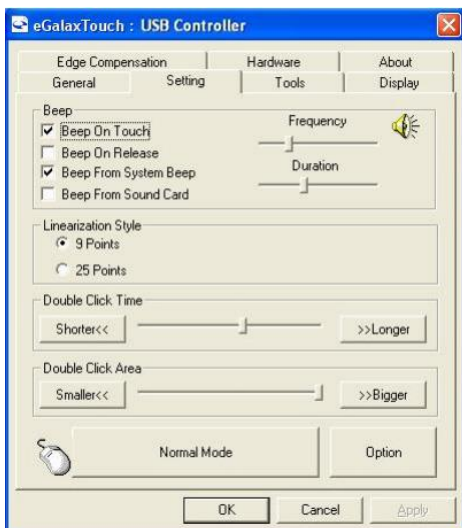 eGalaxTouch : USB Controller
Edge Compensation Hardware About
General Setting Tools Display
Beep
Beep On Touch
Beep On Release
Beep From System Beep
Beep From Sound Card
Frequency
Duration
Linearization Style
9 Points
25 Points
Double Click Time
Shorter<< >>Longer
Double Click Area
Smaller<< >>Bigger
Normal Mode Option
OK Cancel Apply